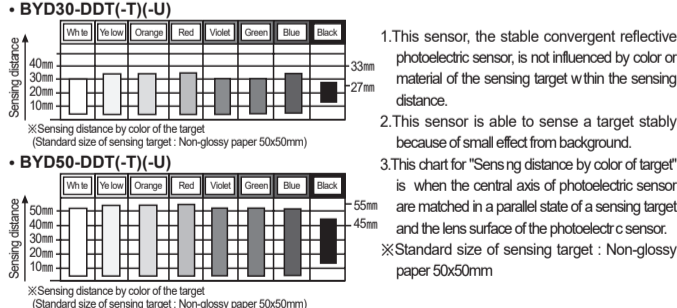 • BYD30-DDT(-T)(-U)
Wh te Ye low Orange Red Violet Green Blue Black
Sensing distance
40mm
30mm
20mm
10mm
33mm
27mm
※Sensing distance by color of the target
(Standard size of sensing target : Non-glossy paper 50x50mm)
• BYD50-DDT(-T)(-U)
Wh te Ye low Orange Red Violet Green Blue Black
Sensing distance
50mm
40mm
30mm
20mm
10mm
55mm
45mm
※Sensing distance by color of the target
(Standard size of sensing target : Non-glossy paper 50x50mm)
1.This sensor, the stable convergent reflective
photoelectric sensor, is not influenced by color or
material of the sensing target w thin the sensing
distance.
2.This sensor is able to sense a target stably
because of small effect from background.
3.This chart for "Sens ng distance by color of target"
is when the central axis of photoelectric sensor
are matched in a parallel state of a sensing target
and the lens surface of the photoelectr c sensor.
※Standard size of sensing target : Non-glossy
paper 50x50mm